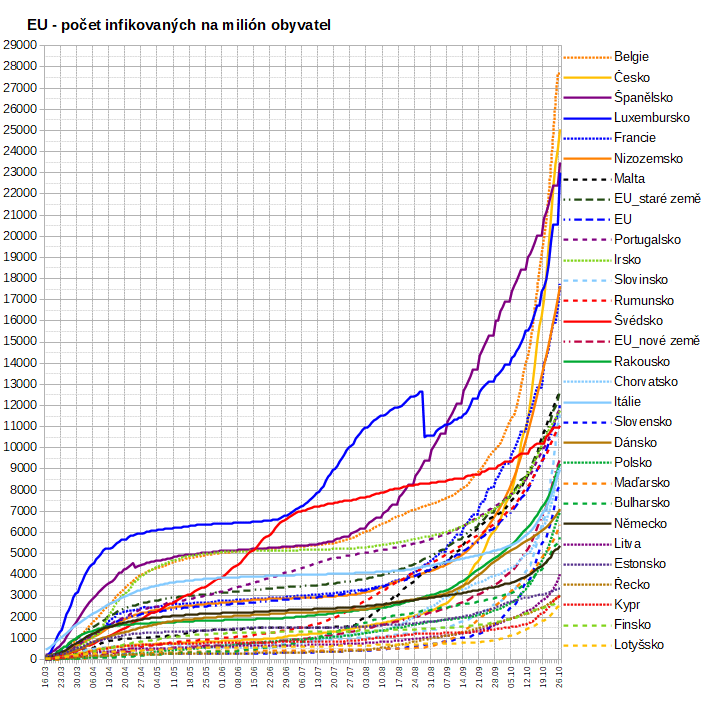 EU - počet infikovaných na milión obyvatel
29000
28000
27000
26000
25000
24000
23000
22000
21000
20000
19000
18000
17000
16000
15000
14000
13000
12000
11000
10000
9000
8000
7000
6000
5000
4000
3000
2000
1000
0
Belgie
Česko
Španělsko
Luxembursko
Francie
Nizozemsko
Malta
EU_staré země
EU
Portugalsko
Irsko
Slovinsko
Rumunsko
Švédsko
EU_nové země
Rakousko
Chorvatsko
Itálie
Slovensko
Dánsko
Polsko
Maďarsko
Bulharsko
Německo
Litva
Estonsko
Řecko
Kypr
Finsko
Lotyšsko
16.03 23.03 30.03 06.04 13.04 20.04 27.04 04.05 11.05 18.05 25.05 01.06 08.06 15.06 22.06 29.06 06.07 13.07 20.07 27.07 03.08 10.08 17.08 24.08 31.08 07.09 14.09 21.09 28.09 05.10 12.10 19.10 26.10